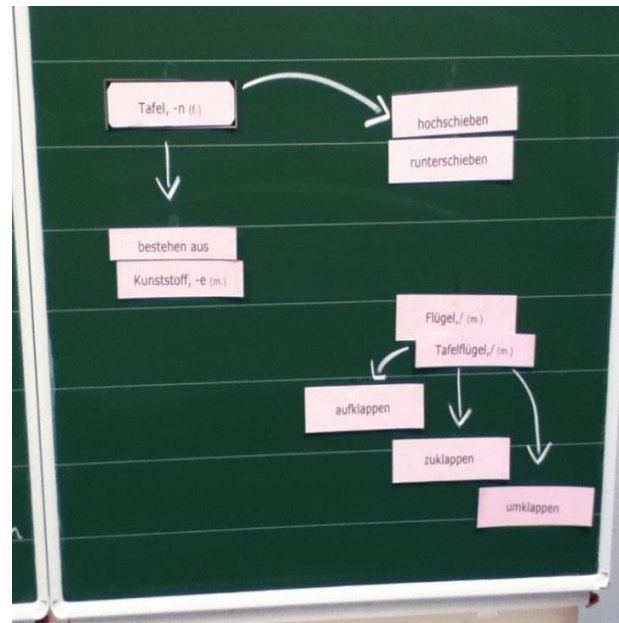 Tafel, -n (f.)
hochschieben
runterschieben
bestehen aus
Kunststoff, -e (m.)
Flügel,/ (m.)
Tafelflügel,/ (m.)
aufklappen
zuklappen
umklappen